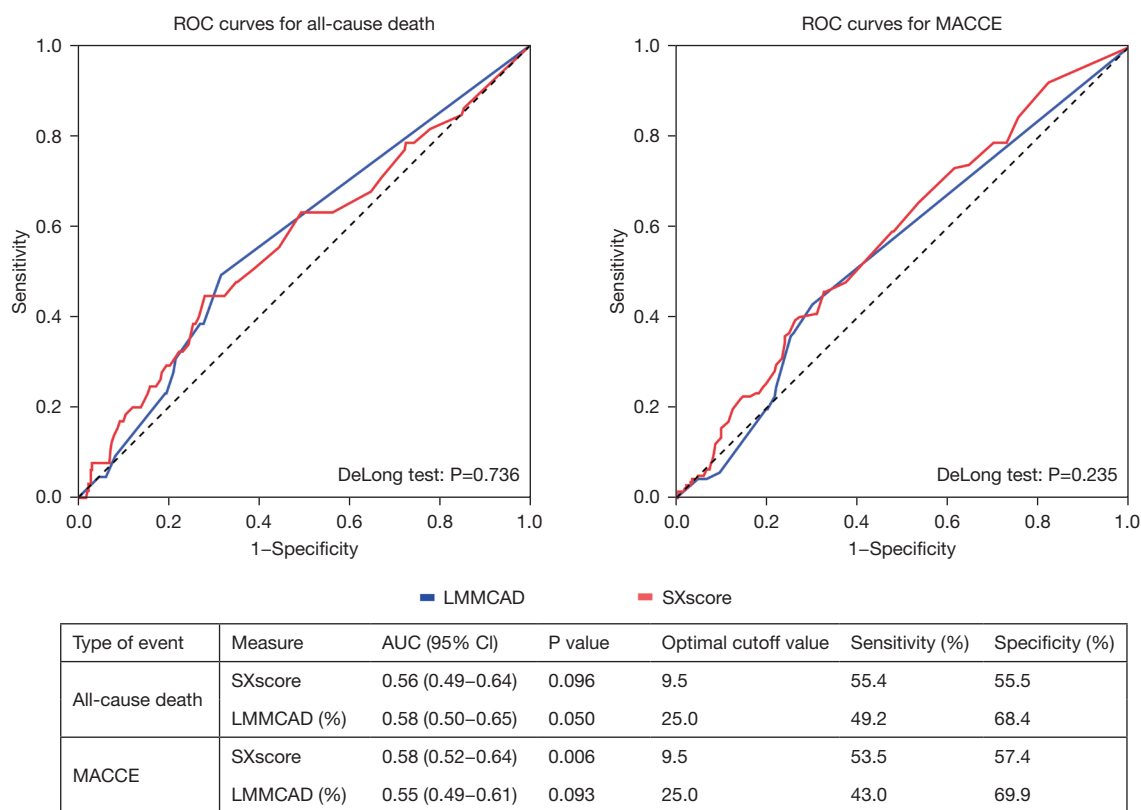 ROC curves for all-cause death
1.0
0.8
0.6
0.4
0.2
0.0
Sensitivity
0.0 0.2 0.4 0.6 0.8 1.0
1–Specificity
DeLong test: P=0.736
ROC curves for MACCE
1.0
0.8
0.6
0.4
0.2
0.0
Sensitivity
0.0 0.2 0.4 0.6 0.8 1.0
1–Specificity
DeLong test: P=0.235
LMMCAD SXscore
Type of event Measure AUC (95% CI) P value Optimal cutoff value Sensitivity (%) Specificity (%)
All-cause death
SXscore 0.56 (0.49–0.64) 0.096 9.5 55.4 55.5
LMMCAD (%) 0.58 (0.50–0.65) 0.050 25.0 49.2 68.4
MACCE
SXscore 0.58 (0.52–0.64) 0.006 9.5 53.5 57.4
LMMCAD (%) 0.55 (0.49–0.61) 0.093 25.0 43.0 69.9